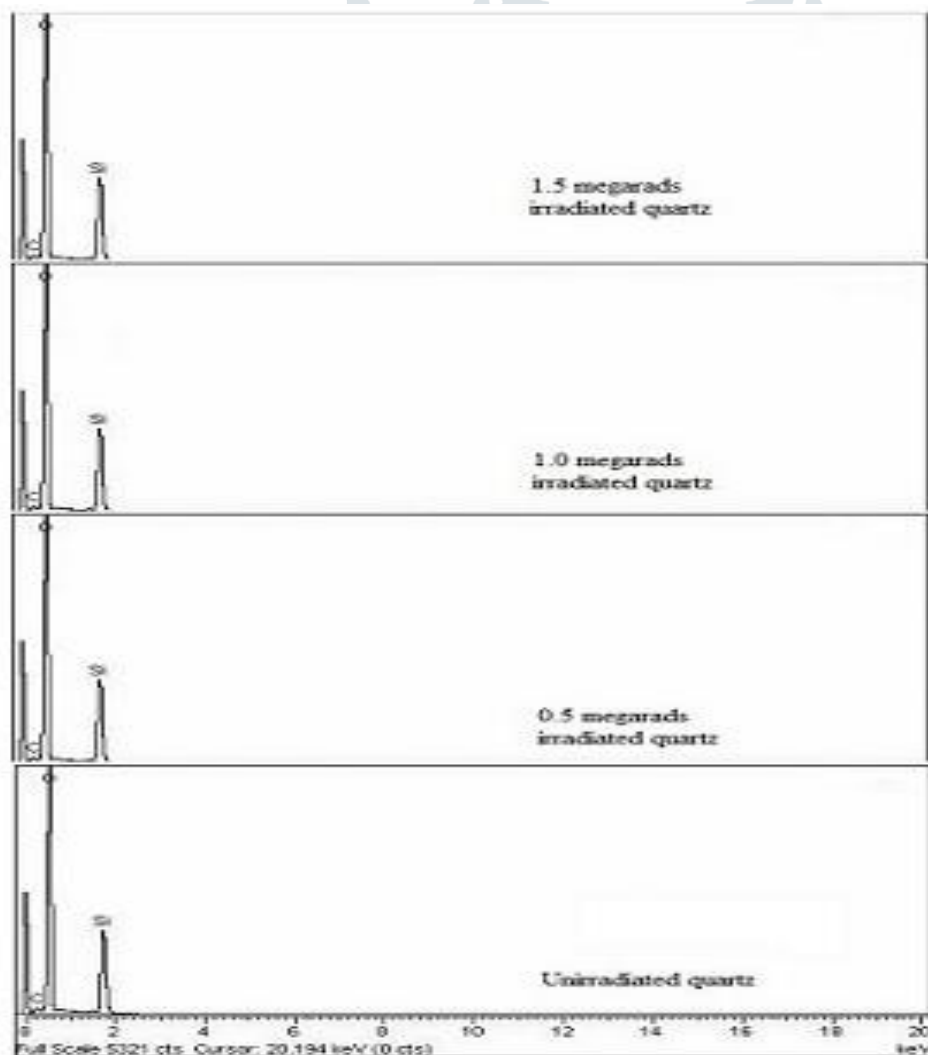 O
Si
C
1.5 megarads
irradiated quartz
O
Si
C
1.0 megarads
irradiated quartz
O
Si
C
0.5 megarads
irradiated quartz
O
Si
C
Unirradiated quartz
0 2 4 6 8 10 12 14 16 18 20
Full Scale 5321 cts Cursor: 20.194 keV (0 cts) keV